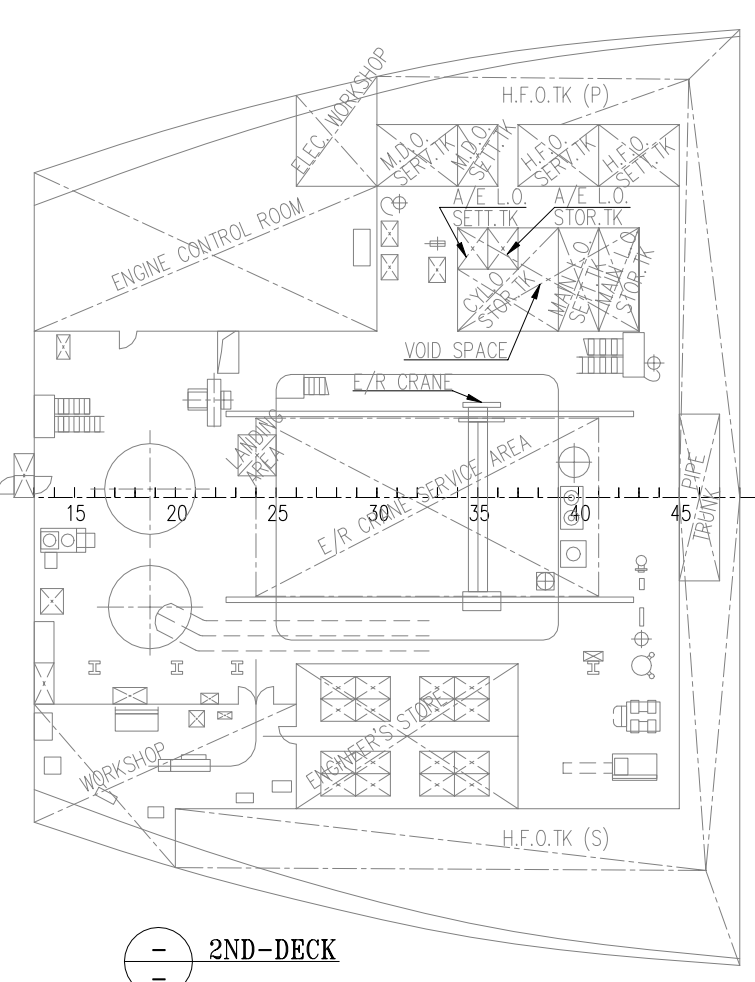 ELEC. WORKSHOP
H.F.O.TK (P)
M.D.O.
SERV.TK
M.D.O.
SETT.TK
H.F.O.
SERV.TK
H.F.O.
SETT.TK
A/E L.O.
SETT.TK
A/E L.O.
STOR.TK
ENGINE CONTROL ROOM
CYL.O
STOR.TK
MAIN L.O
SETT.TK
MAIN L.O
STOR.TK
VOID SPACE
E/R CRANE
LANDING
AREA
E/R CRANE SERVICE AREA
PIPE
TRUNK
15 20 25 30 35 40 45
ENGINEER'S STORE
WORKSHOP
H.F.O.TK (S)
-
2ND-DECK
-